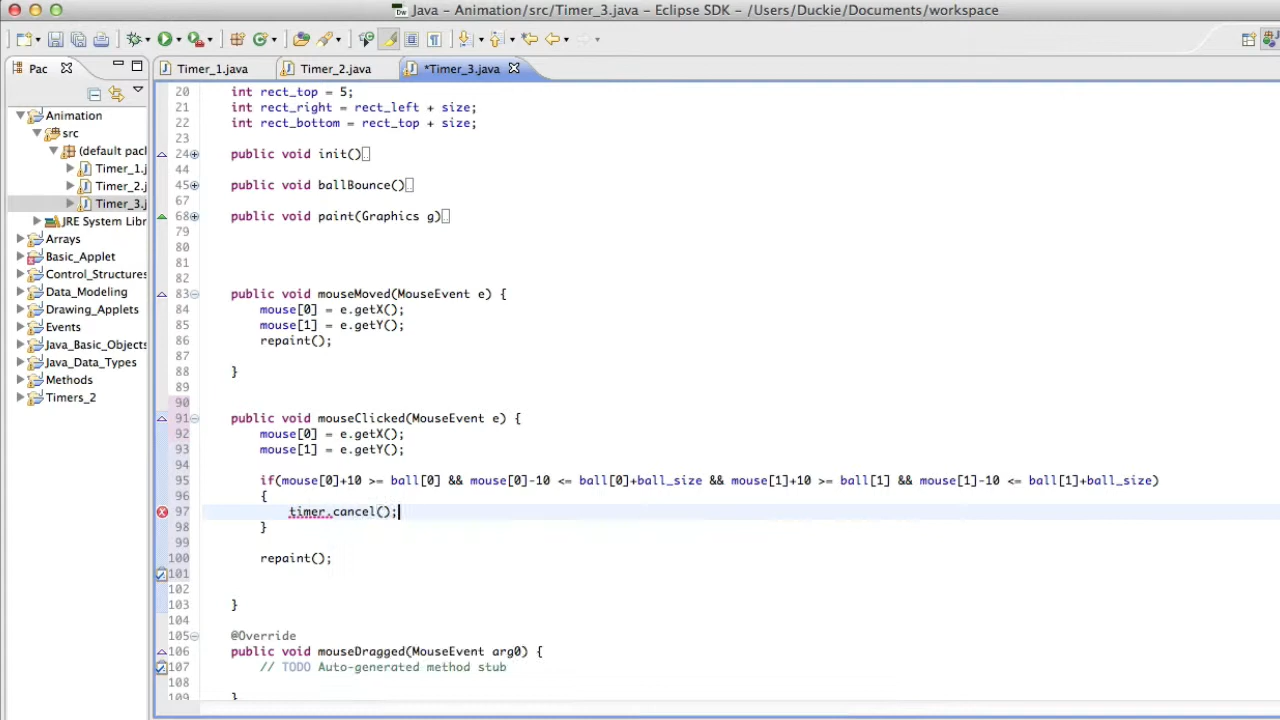 Java - Animation/src/Timer_3.java - Eclipse SDK - /Users/Duckie/Documents/workspace
Pac
Timer_1.java
Timer_2.java
*Timer_3.java
Animation
src
(default pacl
Timer_1.j
Timer_2.j
Timer_3.j
JRE System Libr
Arrays
Basic_Applet
Control_Structures
Data_Modeling
Drawing_Applets
Events
Java_Basic_Objects
Java_Data_Types
Methods
Timers_2
20 int rect_top = 5;
21 int rect_right = rect_left + size;
22 int rect_bottom = rect_top + size;
23
24 public void init()
44
45 public void ballBounce()
67
68 public void paint(Graphics g)
79
80
81
82
83 public void mouseMoved(MouseEvent e) {
84 mouse[0] = e.getX();
85 mouse[1] = e.getY();
86 repaint();
87
88 }
89
90
91 public void mouseClicked(MouseEvent e) {
92 mouse[0] = e.getX();
93 mouse[1] = e.getY();
94
95 if(mouse[0]+10 >= ball[0] && mouse[0]-10 <= ball[0]+ball_size && mouse[1]+10 >= ball[1] && mouse[1]-10 <= ball[1]+ball_size)
96 {
97 timer.cancel();
98 }
99
100 repaint();
101
102
103 }
104
105 @Override
106 public void mouseDragged(MouseEvent arg0) {
107 // TODO Auto-generated method stub
108
109 }